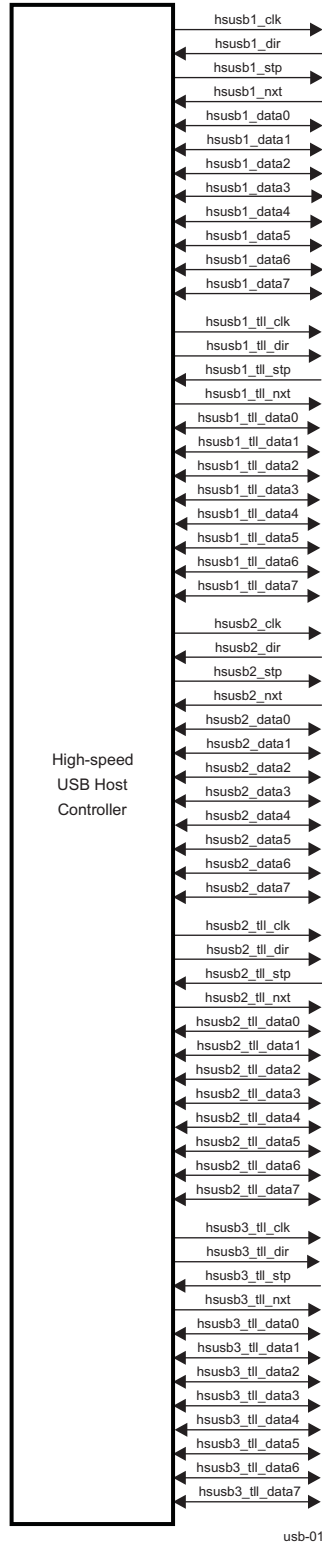 hsusb1_clk
hsusb1_dir
hsusb1_stp
hsusb1_nxt
hsusb1_data0
hsusb1_data1
hsusb1_data2
hsusb1_data3
hsusb1_data4
hsusb1_data5
hsusb1_data6
hsusb1_data7
hsusb1_tll_clk
hsusb1_tll_dir
hsusb1_tll_stp
hsusb1_tll_nxt
hsusb1_tll_data0
hsusb1_tll_data1
hsusb1_tll_data2
hsusb1_tll_data3
hsusb1_tll_data4
hsusb1_tll_data5
hsusb1_tll_data6
hsusb1_tll_data7
hsusb2_clk
hsusb2_dir
hsusb2_stp
hsusb2_nxt
hsusb2_data0
hsusb2_data1
hsusb2_data2
hsusb2_data3
hsusb2_data4
hsusb2_data5
hsusb2_data6
hsusb2_data7
High-speed
USB Host
Controller
hsusb2_tll_clk
hsusb2_tll_dir
hsusb2_tll_stp
hsusb2_tll_nxt
hsusb2_tll_data0
hsusb2_tll_data1
hsusb2_tll_data2
hsusb2_tll_data3
hsusb2_tll_data4
hsusb2_tll_data5
hsusb2_tll_data6
hsusb2_tll_data7
hsusb3_tll_clk
hsusb3_tll_dir
hsusb3_tll_stp
hsusb3_tll_nxt
hsusb3_tll_data0
hsusb3_tll_data1
hsusb3_tll_data2
hsusb3_tll_data3
hsusb3_tll_data4
hsusb3_tll_data5
hsusb3_tll_data6
hsusb3_tll_data7
usb-01